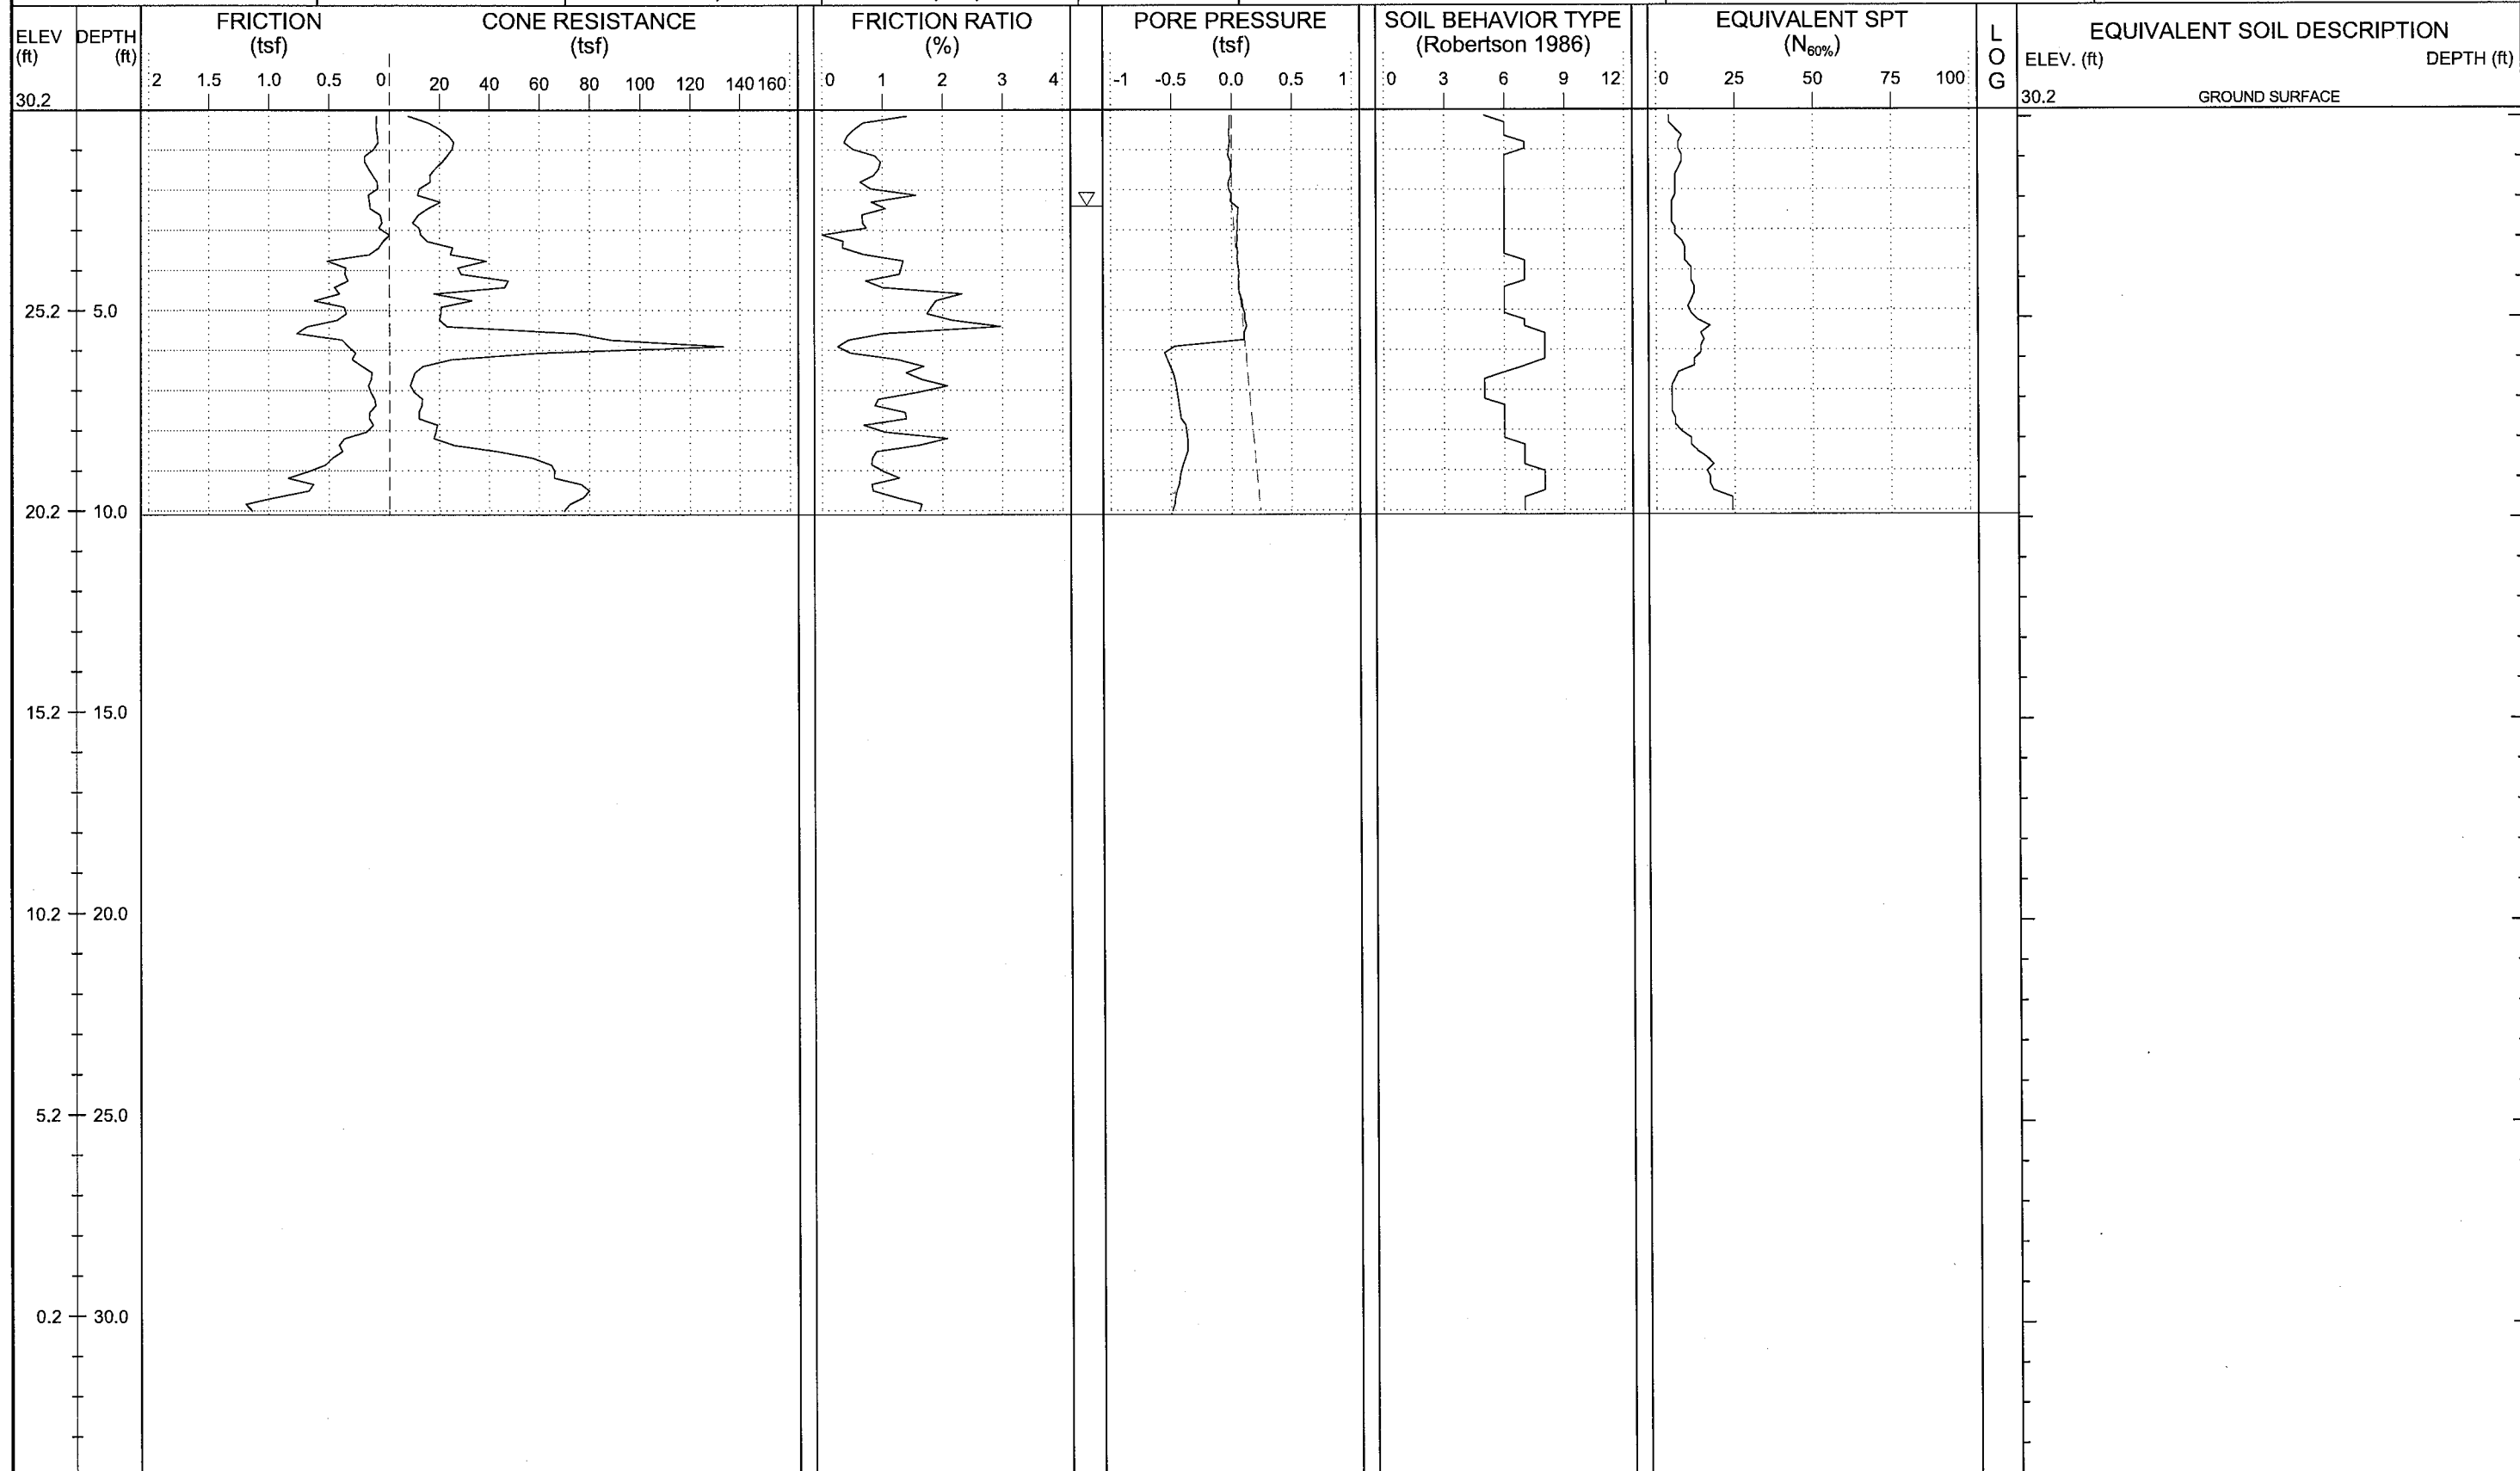 ELEV
(ft)
30.2
DEPTH
(ft)
FRICTION
(tsf)
2 1.5 1.0 0.5 0
CONE RESISTANCE
(tsf)
20 40 60 80 100 120 140 160
FRICTION RATIO
(%)
0 1 2 3 4
PORE PRESSURE
(tsf)
-1 -0.5 0.0 0.5 1
SOIL BEHAVIOR TYPE
(Robertson 1986)
0 3 6 9 12
EQUIVALENT SPT
(N60%)
0 25 50 75 100
L
O
G
EQUIVALENT SOIL DESCRIPTION
ELEV. (ft) DEPTH (ft)
30.2 GROUND SURFACE
25.2 5.0
20.2 10.0
15.2 15.0
10.2 20.0
5.2 25.0
0.2 30.0